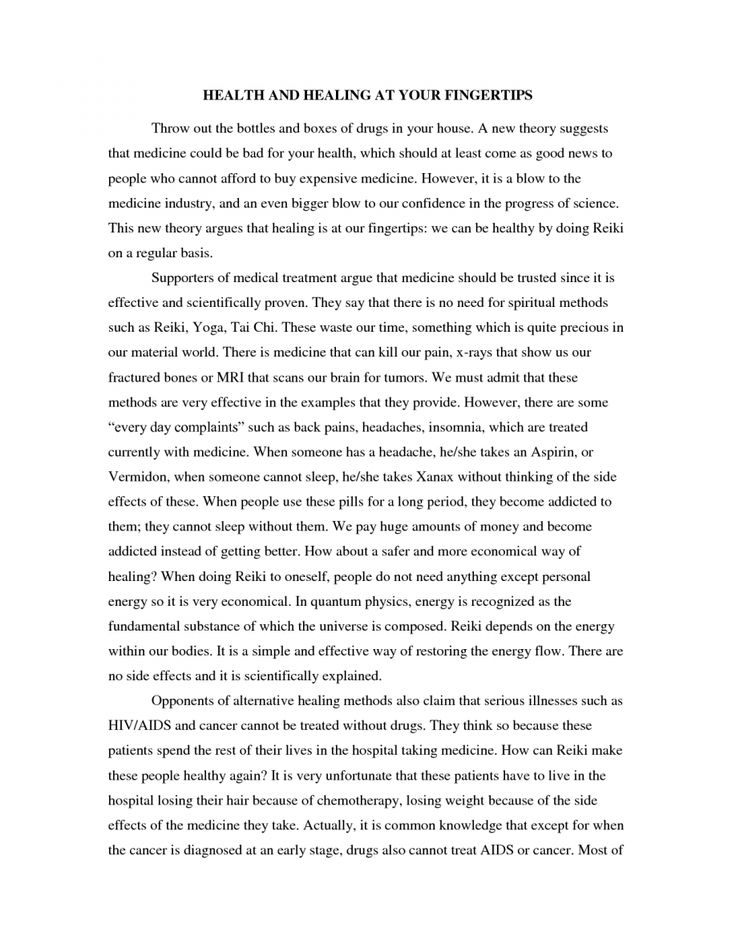 HEALTH AND HEALING AT YOUR FINGERTIPS
Throw out the bottles and boxes of drugs in your house. A new theory suggests
that medicine could be bad for your health, which should at least come as good news to
people who cannot afford to buy expensive medicine. However, it is a blow to the
medicine industry, and an even bigger blow to our confidence in the progress of science.
This new theory argues that healing is at our fingertips: we can be healthy by doing Reiki
on a regular basis.
Supporters of medical treatment argue that medicine should be trusted since it is
effective and scientifically proven. They say that there is no need for spiritual methods
such as Reiki, Yoga, Tai Chi. These waste our time, something which is quite precious in
our material world. There is medicine that can kill our pain, x-rays that show us our
fractured bones or MRI that scans our brain for tumors. We must admit that these
methods are very effective in the examples that they provide. However, there are some
“every day complaints” such as back pains, headaches, insomnia, which are treated
currently with medicine. When someone has a headache, he/she takes an Aspirin, or
Vermidon, when someone cannot sleep, he/she takes Xanax without thinking of the side
effects of these. When people use these pills for a long period, they become addicted to
them; they cannot sleep without them. We pay huge amounts of money and become
addicted instead of getting better. How about a safer and more economical way of
healing? When doing Reiki to oneself, people do not need anything except personal
energy so it is very economical. In quantum physics, energy is recognized as the
fundamental substance of which the universe is composed. Reiki depends on the energy
within our bodies. It is a simple and effective way of restoring the energy flow. There are
no side effects and it is scientifically explained.
Opponents of alternative healing methods also claim that serious illnesses such as
HIV/AIDS and cancer cannot be treated without drugs. They think so because these
patients spend the rest of their lives in the hospital taking medicine. How can Reiki make
these people healthy again? It is very unfortunate that these patients have to live in the
hospital losing their hair because of chemotherapy, losing weight because of the side
effects of the medicine they take. Actually, it is common knowledge that except for when
the cancer is diagnosed at an early stage, drugs also cannot treat AIDS or cancer. Most of